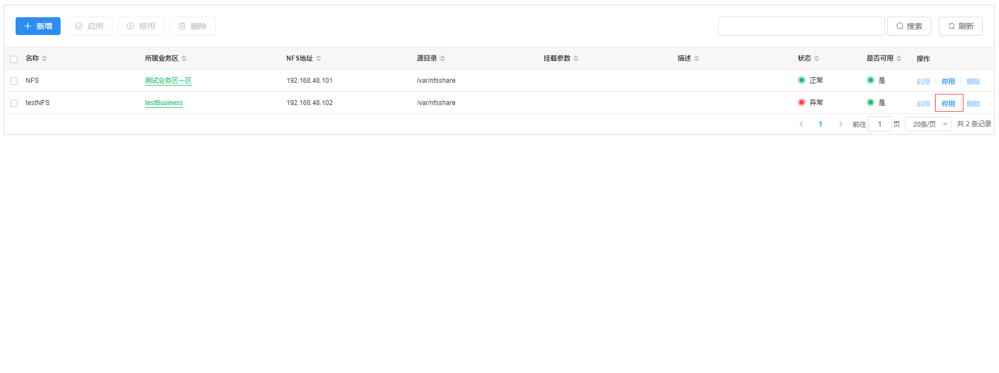 新增 启用 停用 删除 搜索 刷新
名称 所属业务区 NFS地址 源目录 挂载参数 描述 状态 是否可用 操作
NFS 测试业务区一区 192.168.48.101 /var/nfsshare 正常 是 启用 停用 删除
testNFS testBusiness 192.168.48.102 /var/nfsshare 异常 是 启用 停用 删除
1 前往 1 页 20条/页 共 2 条记录